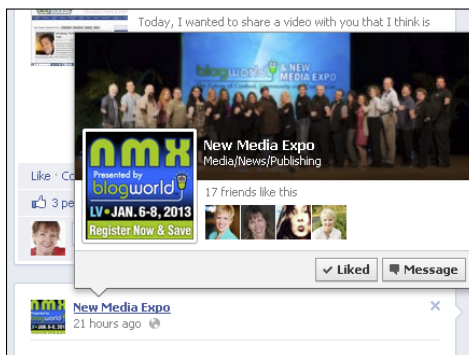 Today, I wanted to share a video with you that I think is
blogworld & NEW
MEDIA EXPO
New Media Expo
Media/News/Publishing
nmx
Presented by
blogworld
LV•JAN. 6-8, 2013
Register Now & Save
17 friends like this
Like · Co
3 pe
Liked
Message
New Media Expo
21 hours ago